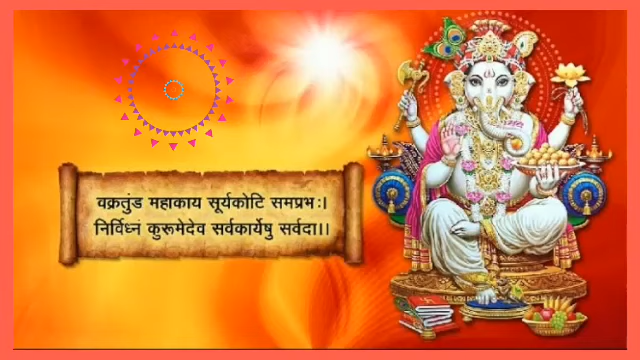 वक्रतुंड महाकाय सूर्यकोटि समप्रभः।
निर्विध्नं कुरूमेदेव सर्वकार्येषु सर्वदा।।